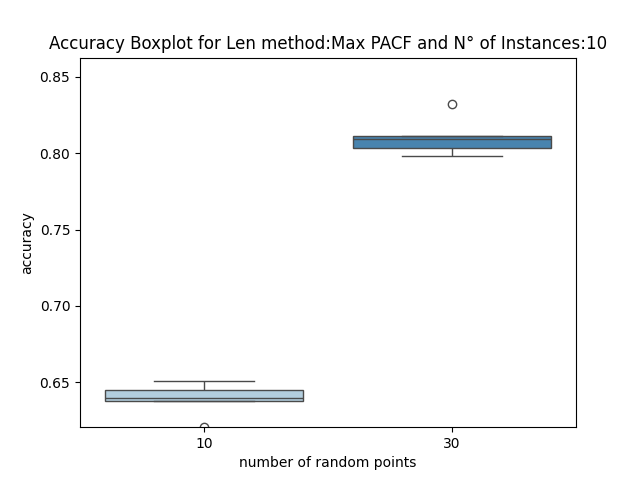 Accuracy Boxplot for Len method:Max PACF and N° of Instances:10
0.85
0.80
0.75
0.70
0.65
accuracy
10
30
number of random points